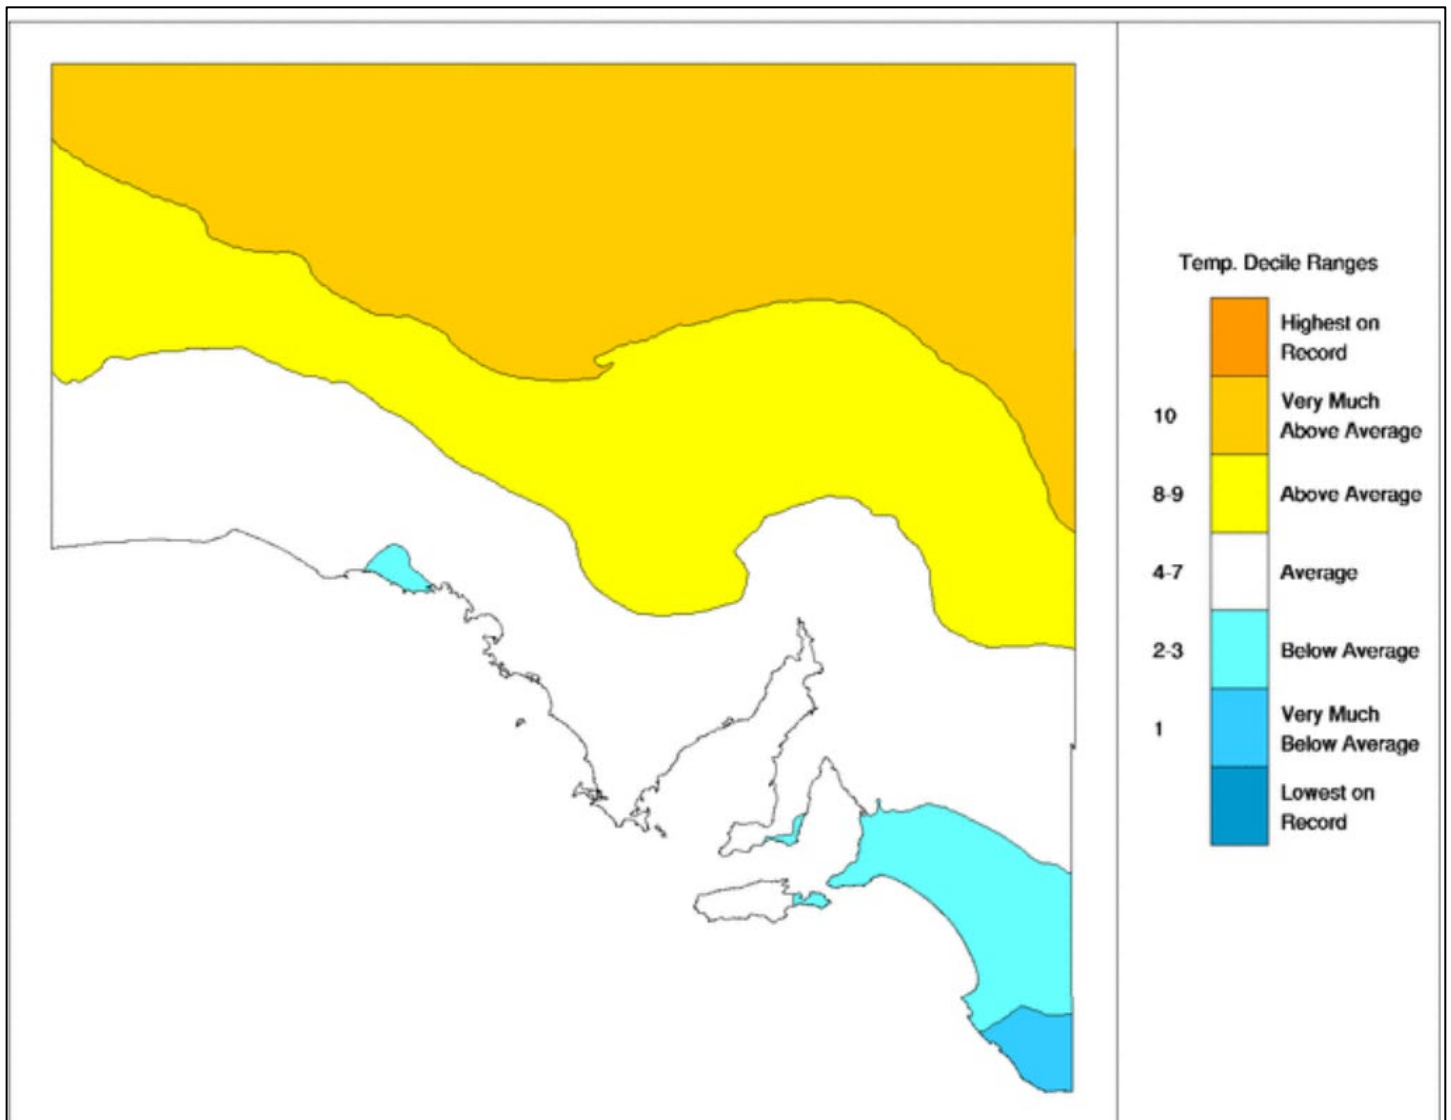 Temp. Decile Ranges
Highest on
Record
10
Very Much
Above Average
8-9
Above Average
4-7
Average
2-3
Below Average
1
Very Much
Below Average
Lowest on
Record